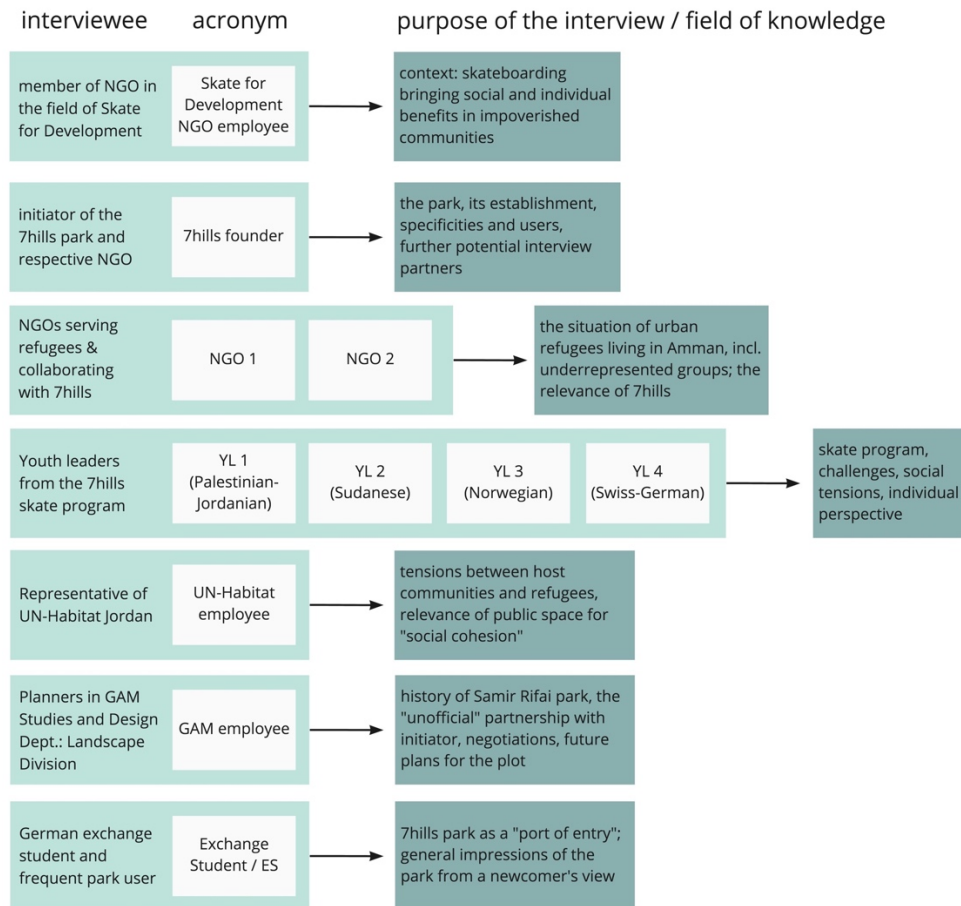 interviewee
acronym
purpose of the interview / field of knowledge
member of NGO in
the field of Skate
for Development
Skate for
Development
NGO employee
context: skateboarding
bringing social and individual
benefits in impoverished
communities
initiator of the
7hills park and
respective NGO
7hills founder
the park, its establishment,
specificities and users,
further potential interview
partners
NGOs serving
refugees &
collaborating
with 7hills
NGO 1
NGO 2
the situation of urban
refugees living in Amman, incl.
underrepresented groups; the
relevance of 7hills
Youth leaders
from the 7hills
skate program
YL 1
(Palestinian-
Jordanian)
YL 2
(Sudanese)
YL 3
(Norwegian)
YL 4
(Swiss-German)
skate program,
challenges, social
tensions, individual
perspective
Representative of
UN-Habitat Jordan
UN-Habitat
employee
tensions between host
communities and refugees,
relevance of public space for
"social cohesion"
Planners in GAM
Studies and Design
Dept.: Landscape
Division
GAM employee
history of Samir Rifai park, the
"unofficial" partnership with
initiator, negotiations, future
plans for the plot
German exchange
student and
frequent park user
Exchange
Student / ES
7hills park as a "port of entry";
general impressions of the
park from a newcomer's view